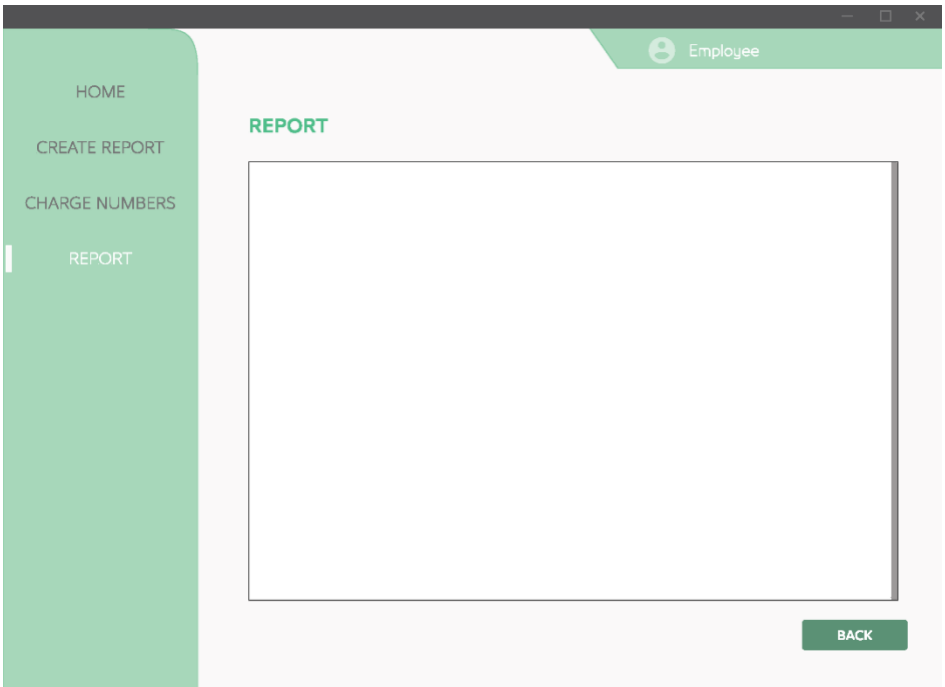 Employee
HOME
CREATE REPORT
CHARGE NUMBERS
REPORT
REPORT
BACK